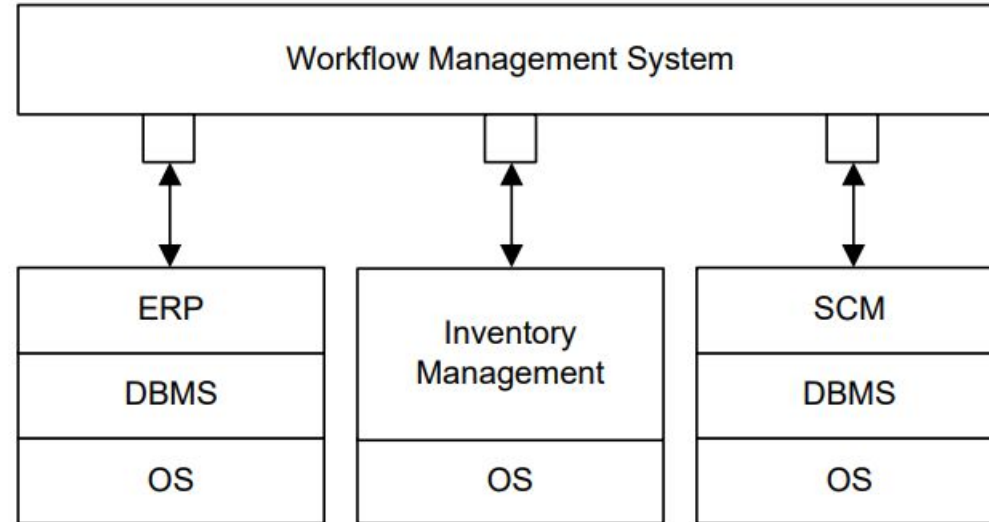 Workflow Management System
ERP
DBMS
OS
Inventory
Management
OS
SCM
DBMS
OS